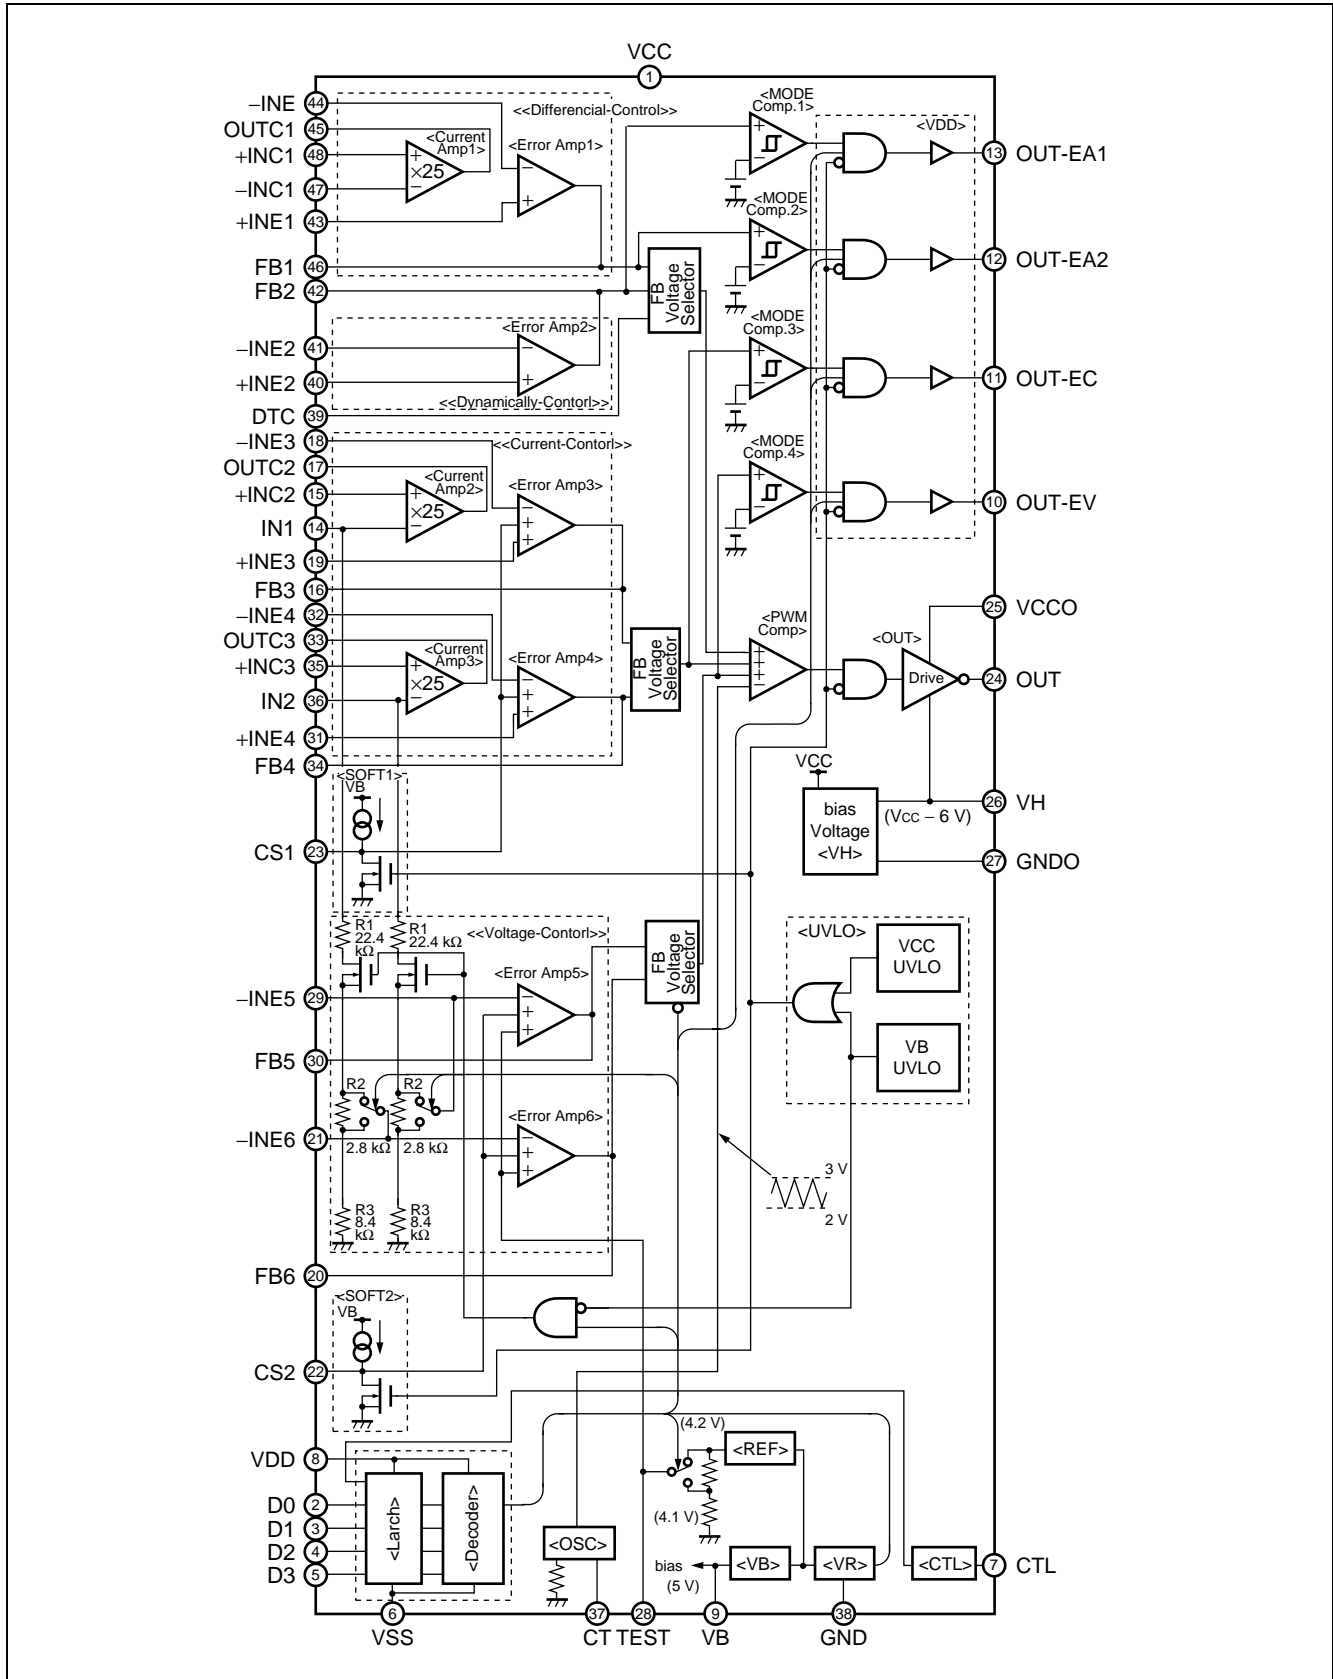 VCC
1
−INE 44
OUTC1 45
+INC1 48
−INC1 47
+INE1 43
FB1 46
FB2 42
−INE2 41
+INE2 40
DTC 39
−INE3 18
OUTC2 17
+INC2 15
IN1 14
+INE3 19
FB3 16
−INE4 32
OUTC3 33
+INC3 35
IN2 36
+INE4 31
FB4 34
CS1 23
−INE5 29
FB5 30
−INE6 21
FB6 20
CS2 22
VDD 8
D0 2
D1 3
D2 4
D3 5
<<Differencial-Control>>
<Current
Amp1>
+
×25
−
<Error Amp1>
−
+
<Error Amp2>
−
+
<<Dynamically-Contorl>>
<<Current-Contorl>>
<Current
Amp2>
+
×25
−
<Error Amp3>
−
+
+
<Current
Amp3>
+
×25
−
<Error Amp4>
−
+
+
FB
Voltage
Selector
FB
Voltage
Selector
<MODE
Comp.1>
+
−
<MODE
Comp.2>
+
−
<MODE
Comp.3>
+
−
<MODE
Comp.4>
+
−
<VDD>
13 OUT-EA1
12 OUT-EA2
11 OUT-EC
10 OUT-EV
<PWM
Comp>
+
+
+
−
<OUT>
Drive
25 VCCO
24 OUT
VCC
bias
Voltage
<VH>
(VCC − 6 V)
26 VH
27 GNDO
<SOFT1>
VB
R1
22.4
kΩ
R1
22.4 kΩ
<<Voltage-Contorl>>
<Error Amp5>
−
+
+
FB
Voltage
Selector
<UVLO>
VCC
UVLO
VB
UVLO
R2
R2
2.8 kΩ
2.8 kΩ
<Error Amp6>
−
+
+
3 V
2 V
R3
8.4
kΩ
R3
8.4
kΩ
<SOFT2>
VB
(4.2 V)
<REF>
(4.1 V)
<Larch>
<Decoder>
<OSC>
bias
(5 V)
<VB>
<VR>
<CTL>
7 CTL
6
37
28
9
38
VSS
CT
TEST
VB
GND